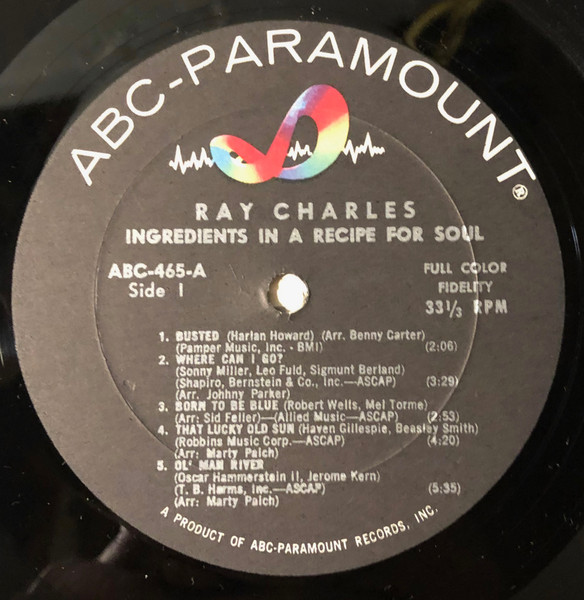 ABC-PARAMOUNT®
RAY CHARLES
INGREDIENTS IN A RECIPE FOR SOUL
ABC-465-A
Side 1
FULL COLOR
FIDELITY
33⅓ RPM
1. BUSTED (Harlan Howard) (Arr. Benny Carter)
(Pamper Music, Inc. - BMI) (2:06)
2. WHERE CAN I GO?
(Sonny Miller, Leo Fuld, Sigmunt Berland)
(Shapiro, Bernstein & Co., Inc.—ASCAP) (3:29)
(Arr. Johnny Parker)
3. BORN TO BE BLUE (Robert Wells, Mel Torme)
(Arr: Sid Feller)—(Allied Music—ASCAP) (2:53)
4. THAT LUCKY OLD SUN (Haven Gillespie, Beasley Smith)
(Robbins Music Corp.—ASCAP) (4:20)
(Arr: Marty Paich)
5. OL' MAN RIVER
(Oscar Hammerstein II, Jerome Kern)
(T. B. Harms, Inc.—ASCAP) (5:35)
(Arr: Marty Paich)
A PRODUCT OF ABC-PARAMOUNT RECORDS, INC.